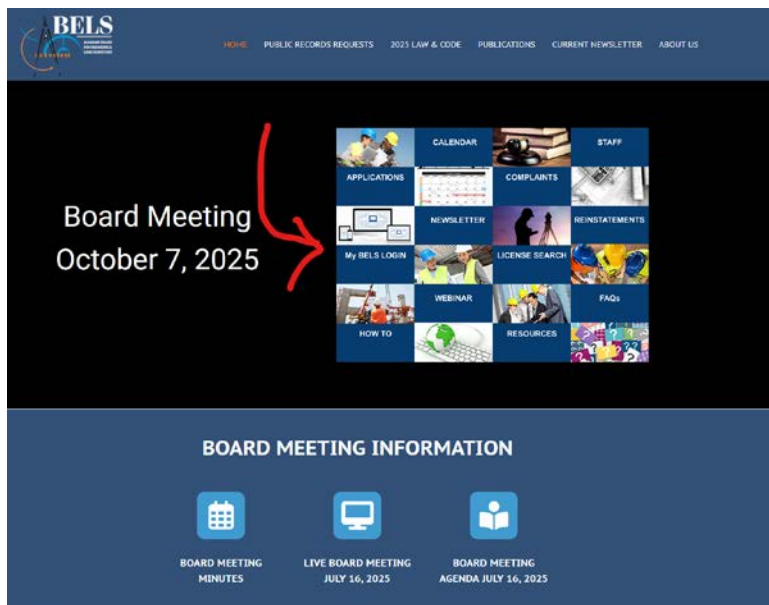 BELS
HOME PUBLIC RECORDS REQUESTS 2025 LAW & CODE PUBLICATIONS CURRENT NEWSLETTER ABOUT US
Board Meeting
October 7, 2025
CALENDAR STAFF
APPLICATIONS COMPLAINTS
NEWSLETTER REINSTATEMENTS
My BELS LOGIN LICENSE SEARCH
WEBINAR FAQs
HOW TO RESOURCES
BOARD MEETING INFORMATION
BOARD MEETING
MINUTES
LIVE BOARD MEETING
JULY 16, 2025
BOARD MEETING
AGENDA JULY 16, 2025